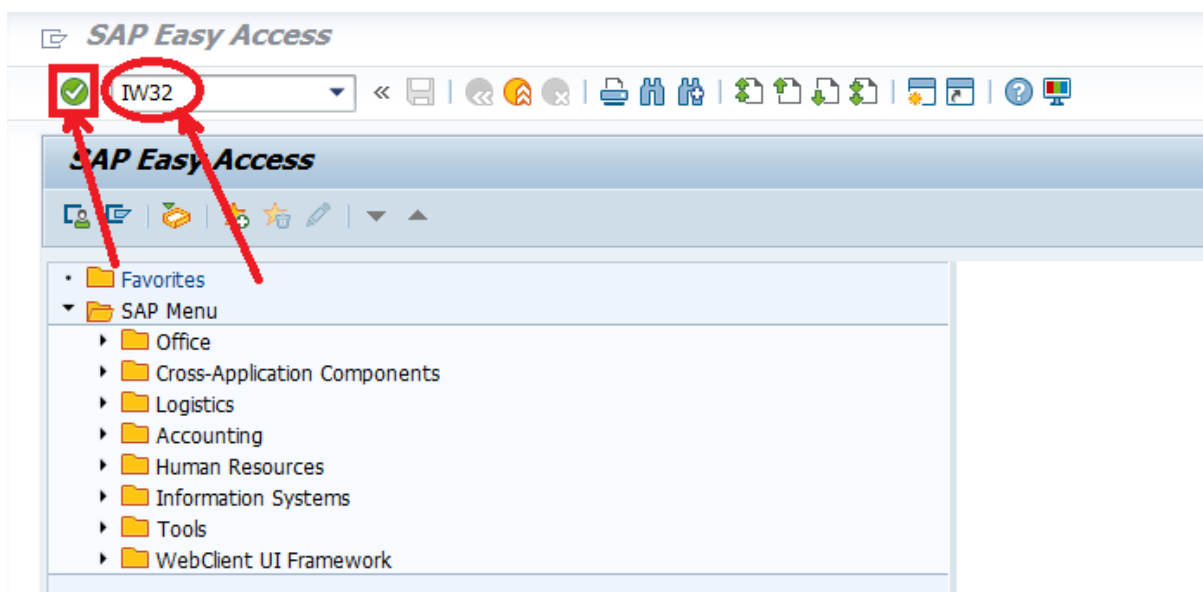 SAP Easy Access
IW32
SAP Easy Access
Favorites
SAP Menu
Office
Cross-Application Components
Logistics
Accounting
Human Resources
Information Systems
Tools
WebClient UI Framework